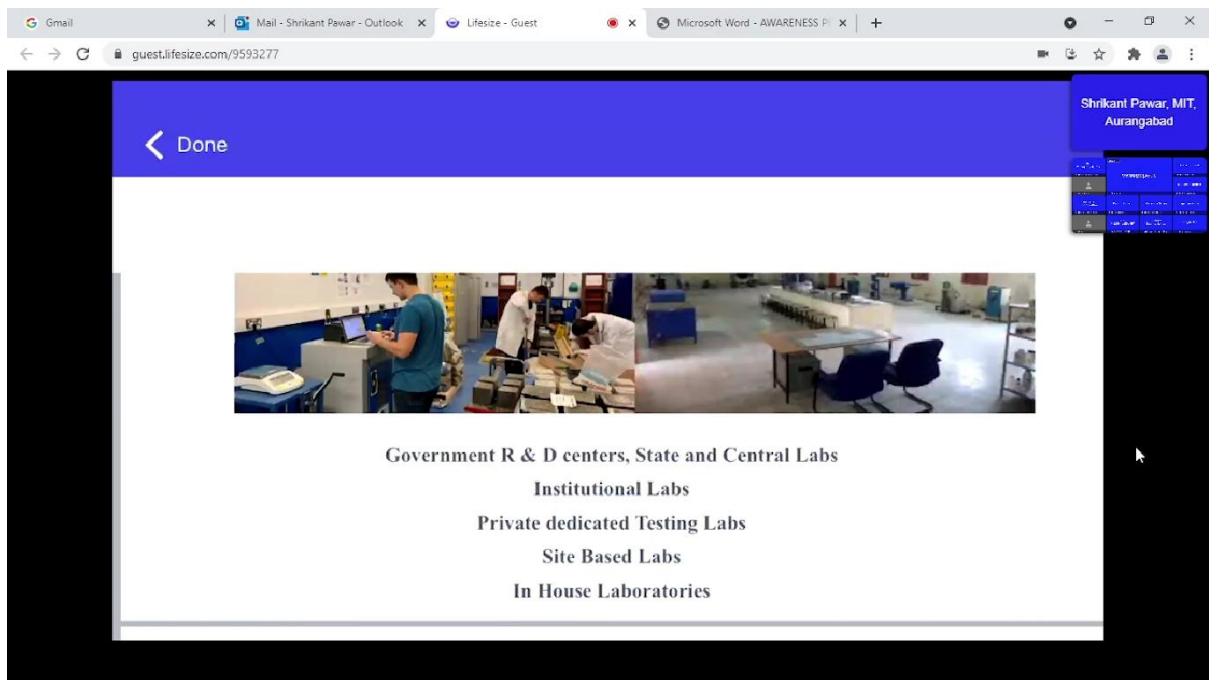 Gmail
Mail - Shrikant Pawar - Outlook
Lifesize - Guest
Microsoft Word - AWARENESS P
guest.lifesize.com/9593277
Shrikant Pawar, MIT,
Aurangabad
Done
Government R & D centers, State and Central Labs
Institutional Labs
Private dedicated Testing Labs
Site Based Labs
In House Laboratories